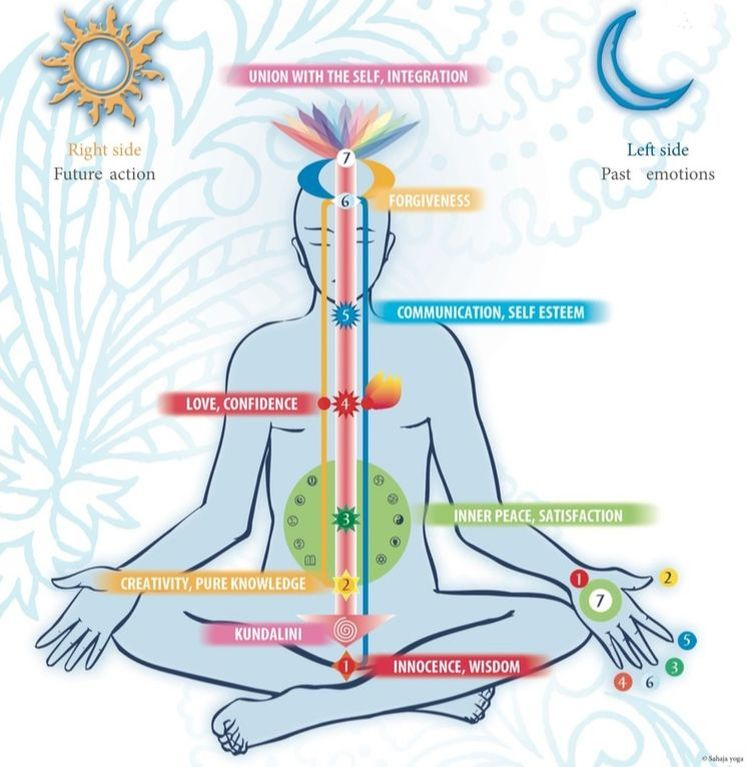 UNION WITH THE SELF, INTEGRATION
Right side
Future action
Left side
Past emotions
7
6
FORGIVENESS
5
COMMUNICATION, SELF ESTEEM
LOVE, CONFIDENCE
4
3
INNER PEACE, SATISFACTION
CREATIVITY, PURE KNOWLEDGE
2
1
2
7
KUNDALINI
5
1
INNOCENCE, WISDOM
3
4
6
© Sahaja yoga